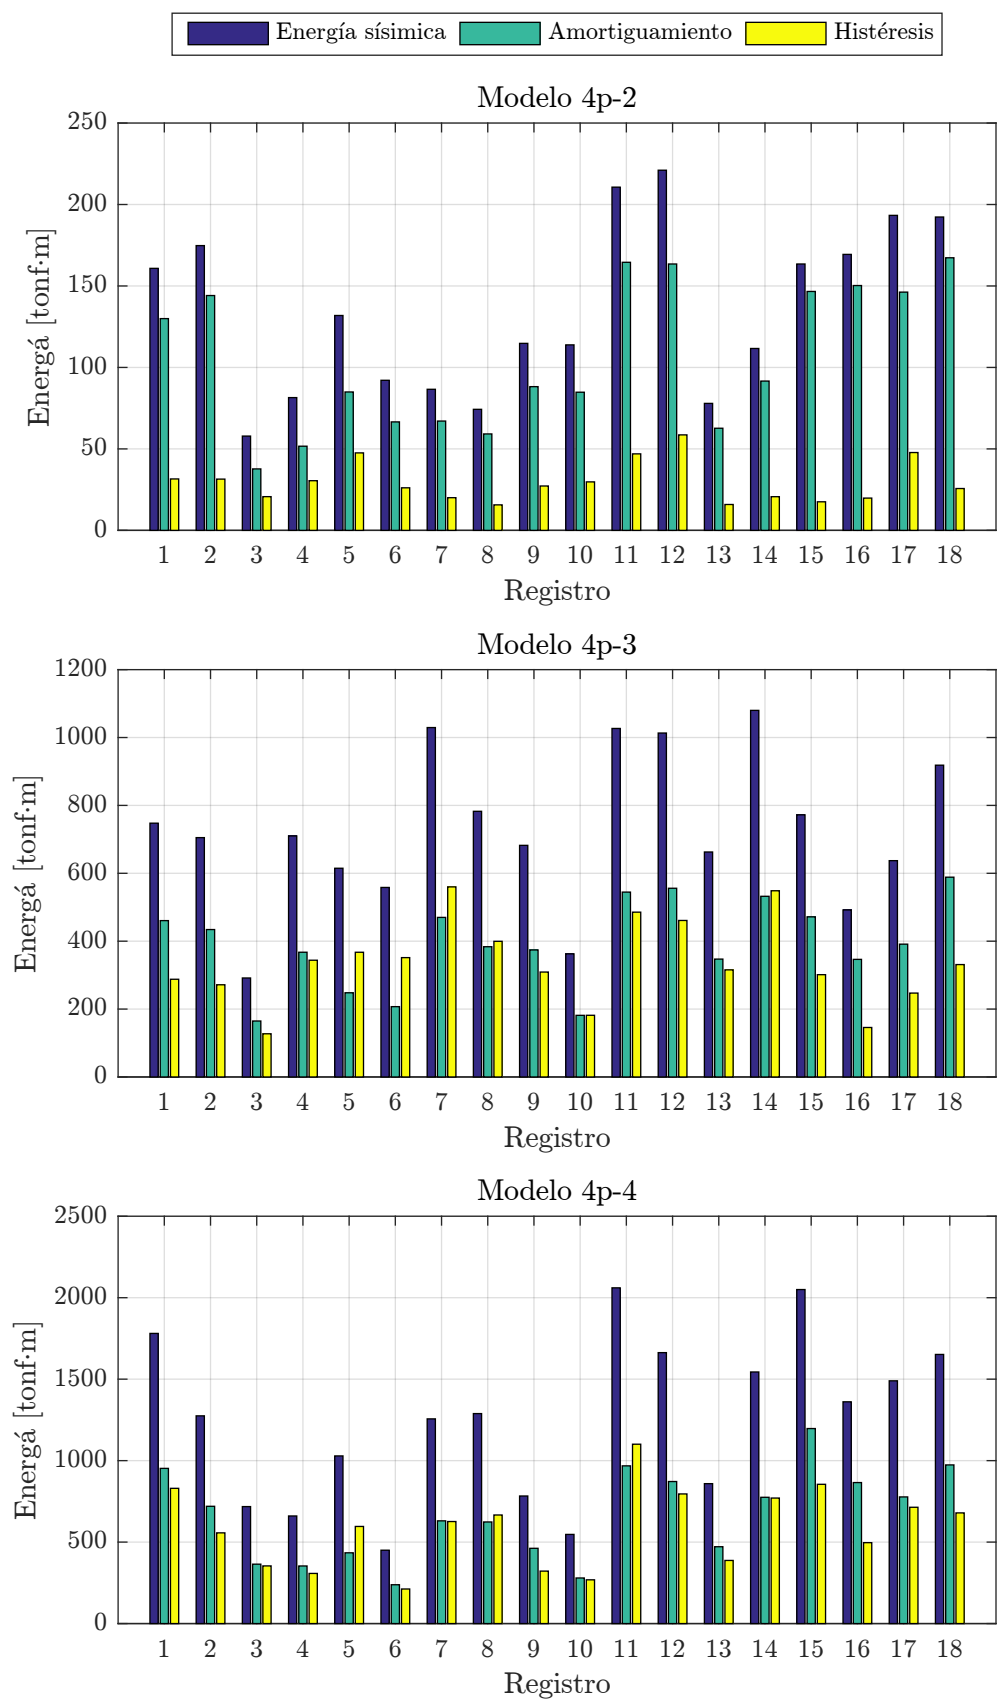 Energía sísimica Amortiguamiento Histéresis
Modelo 4p-2
250
200
150
100
50
0
Energá [tonf·m]
1 2 3 4 5 6 7 8 9 10 11 12 13 14 15 16 17 18
Registro
Modelo 4p-3
1200
1000
800
600
400
200
0
Energá [tonf·m]
1 2 3 4 5 6 7 8 9 10 11 12 13 14 15 16 17 18
Registro
Modelo 4p-4
2500
2000
1500
1000
500
0
Energá [tonf·m]
1 2 3 4 5 6 7 8 9 10 11 12 13 14 15 16 17 18
Registro